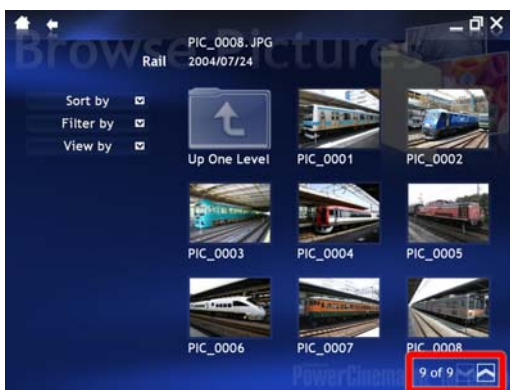 Browse Pictures
PIC_0008.JPG
Rail 2004/07/24
Sort by
Filter by
View by
Up One Level PIC_0001 PIC_0002
PIC_0003 PIC_0004 PIC_0005
PIC_0006 PIC_0007 PIC_0008
PowerCinema
9 of 9